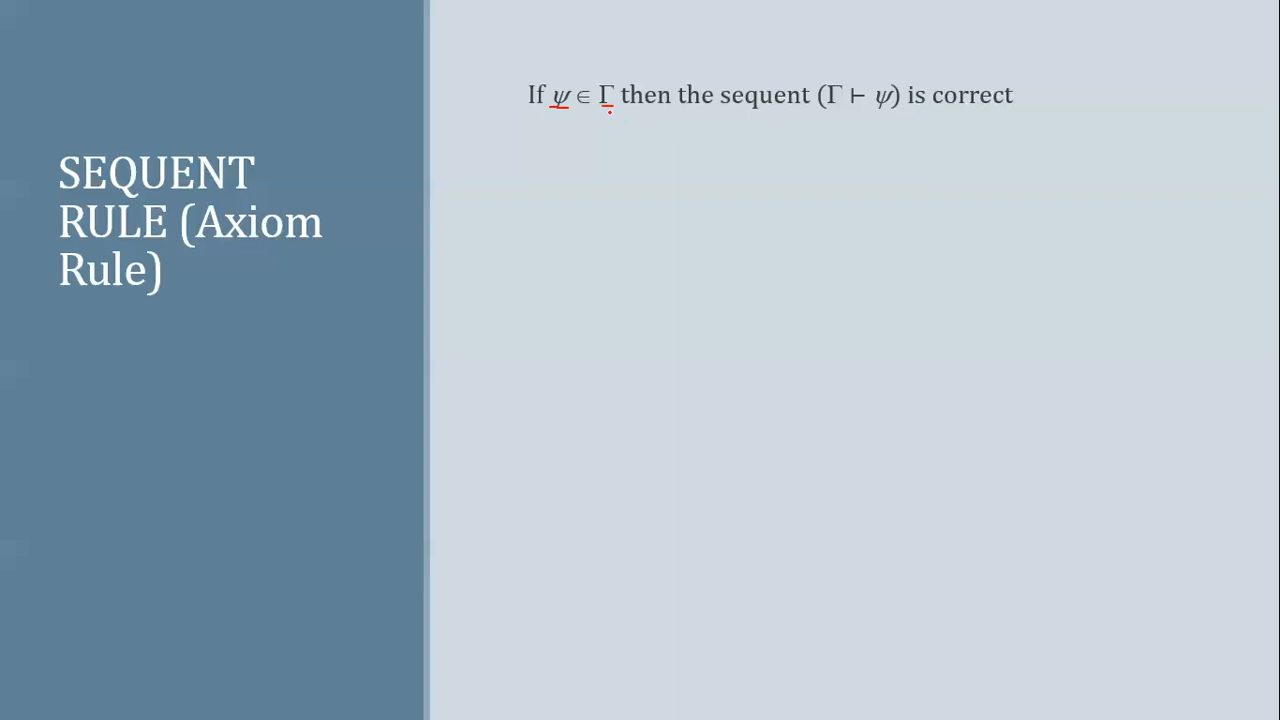 SEQUENT
RULE (Axiom
Rule)
If 𝜓 ∈ Γ then the sequent (Γ ⊢ 𝜓) is correct